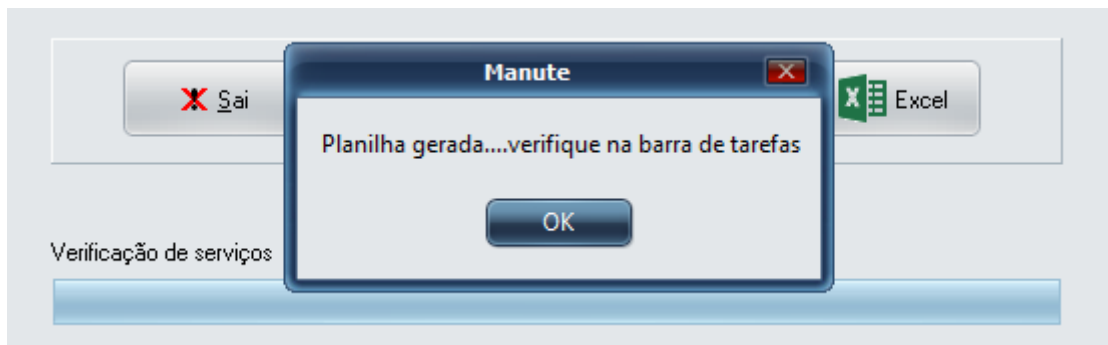 Manute
Sai
Excel
Planilha gerada....verifique na barra de tarefas
OK
Verificação de serviços